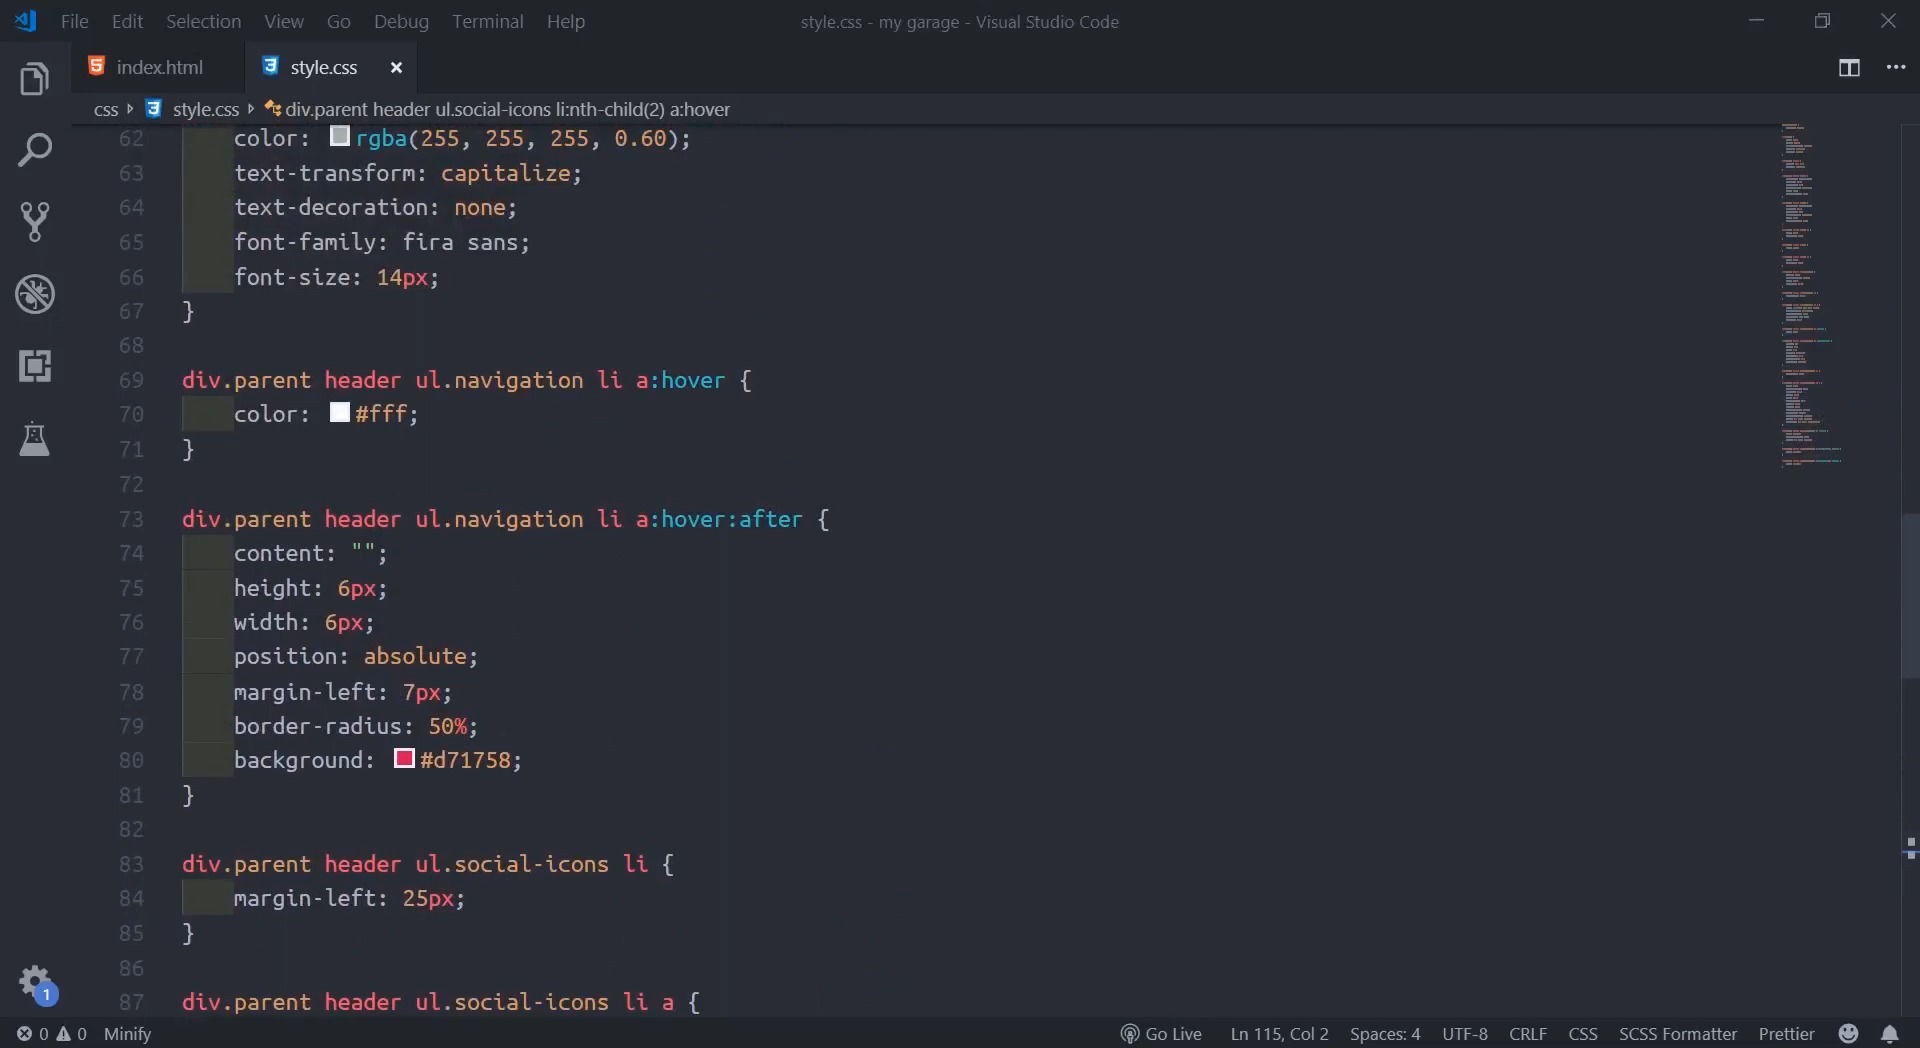 File Edit Selection View Go Debug Terminal Help style.css - my garage - Visual Studio Code
index.html style.css
css style.css div.parent header ul.social-icons li:nth-child(2) a:hover
62 color: rgba(255, 255, 255, 0.60);
63 text-transform: capitalize;
64 text-decoration: none;
65 font-family: fira sans;
66 font-size: 14px;
67 }
68
69 div.parent header ul.navigation li a:hover {
70 color: #fff;
71 }
72
73 div.parent header ul.navigation li a:hover:after {
74 content: "";
75 height: 6px;
76 width: 6px;
77 position: absolute;
78 margin-left: 7px;
79 border-radius: 50%;
80 background: #d71758;
81 }
82
83 div.parent header ul.social-icons li {
84 margin-left: 25px;
85 }
86
87 div.parent header ul.social-icons li a {
1
0 0 Minify Go Live Ln 115, Col 2 Spaces: 4 UTF-8 CRLF CSS SCSS Formatter Prettier